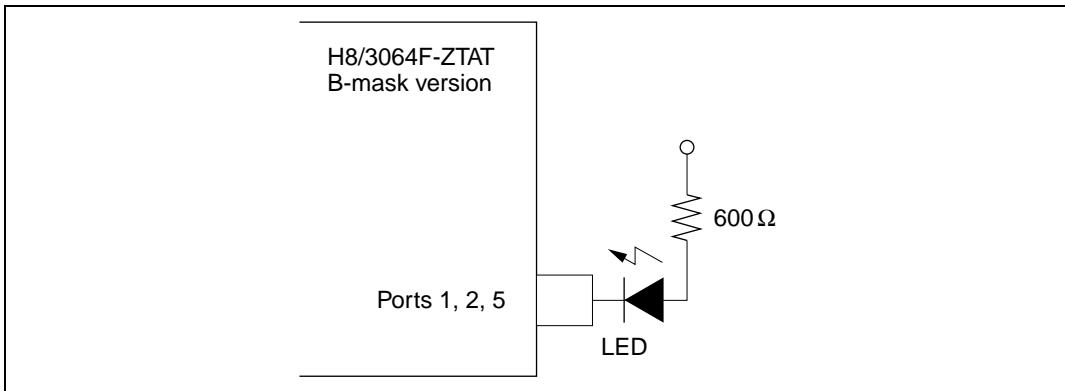 H8/3064F-ZTAT
B-mask version
600 Ω
Ports 1, 2, 5
LED